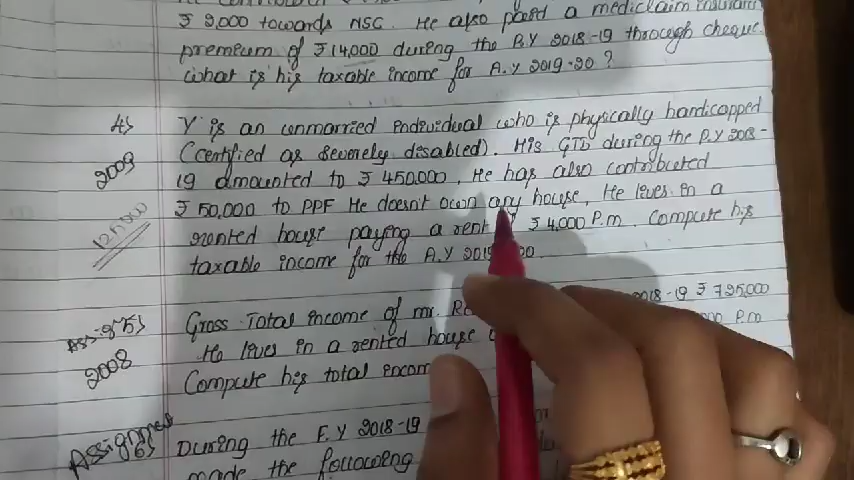 ₹ 9,000 towards NSC. He also paid a mediclaim
premium of ₹ 14,000 during the P.Y 2018-19 through cheque.
What is his taxable income for A.Y 2019-20?
4)
2009
125000
Y is an unmarried individual who is physically handicapped
(certified as severely disabled). His GTI during the P.Y 2018-
19 amounted to ₹ 450,000. He has also contributed
₹ 50,000 to PPF He doesn't own any house, He lives in a
rented house paying a rent ₹ 4,000 P.m. Compute his
taxable income for the A.Y 2019-20
5)
2008
Gross Total income of mr. 2018-19 ₹ 725,000
He lives in a rented house P.m
Compute his total
Assignment
6)
During the F.Y 2018-19
made the following